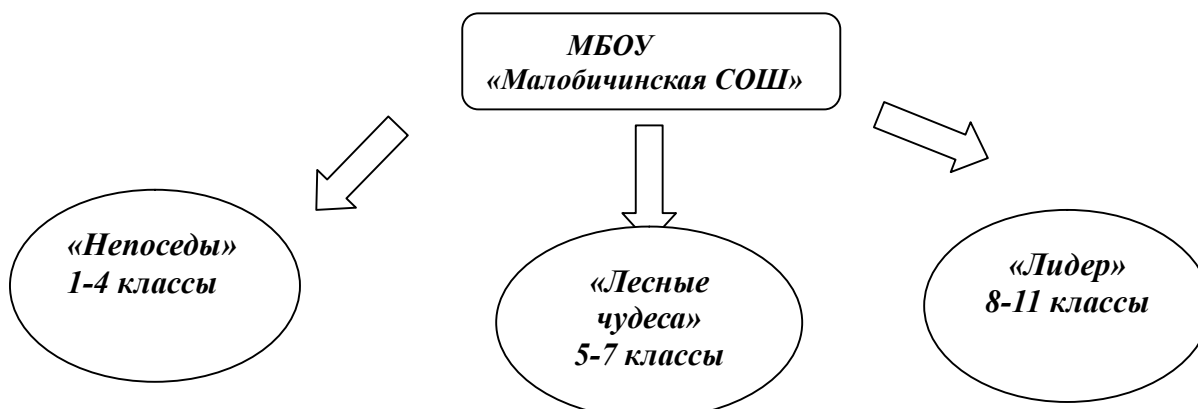 МБОУ
«Малобичинская СОШ»
«Непоседы»
1-4 классы
«Лесные
чудеса»
5-7 классы
«Лидер»
8-11 классы